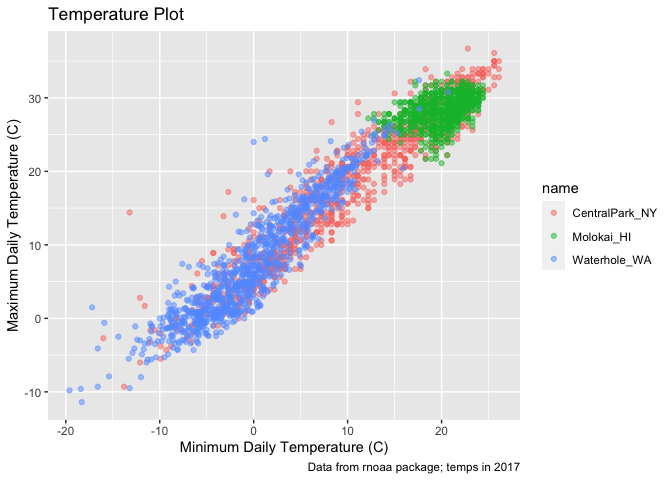 Temperature Plot
Maximum Daily Temperature (C)
30
20
10
0
-10
-20
-10
0
10
20
Minimum Daily Temperature (C)
name
CentralPark_NY
Molokai_HI
Waterhole_WA
Data from rnoaa package; temps in 2017